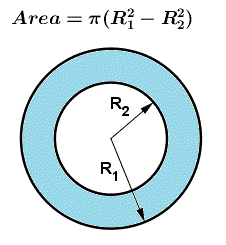 Area = π(R₁² − R₂²)
R₂
R₁